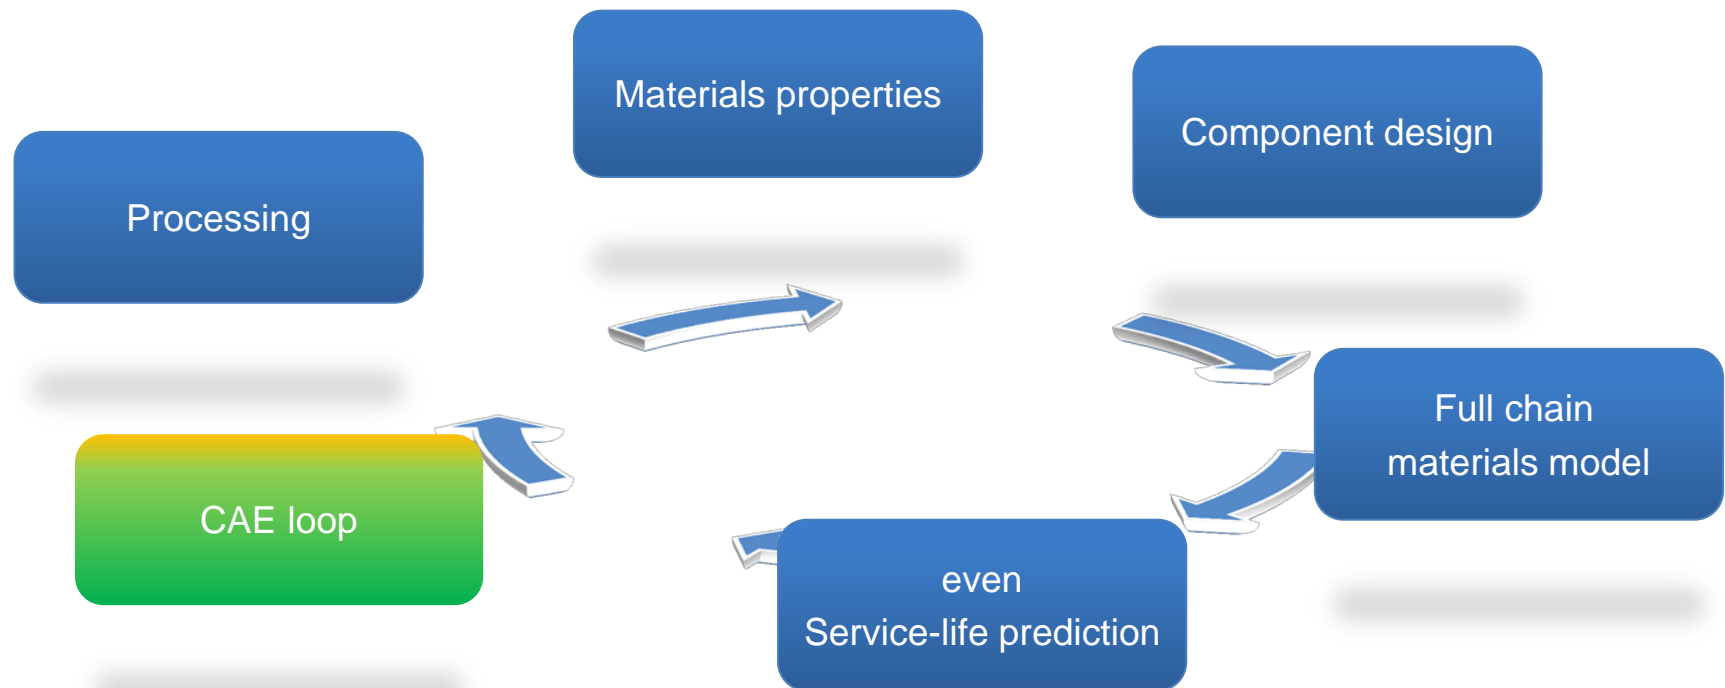 Materials properties
Component design
Processing
Full chain
materials model
CAE loop
even
Service-life prediction